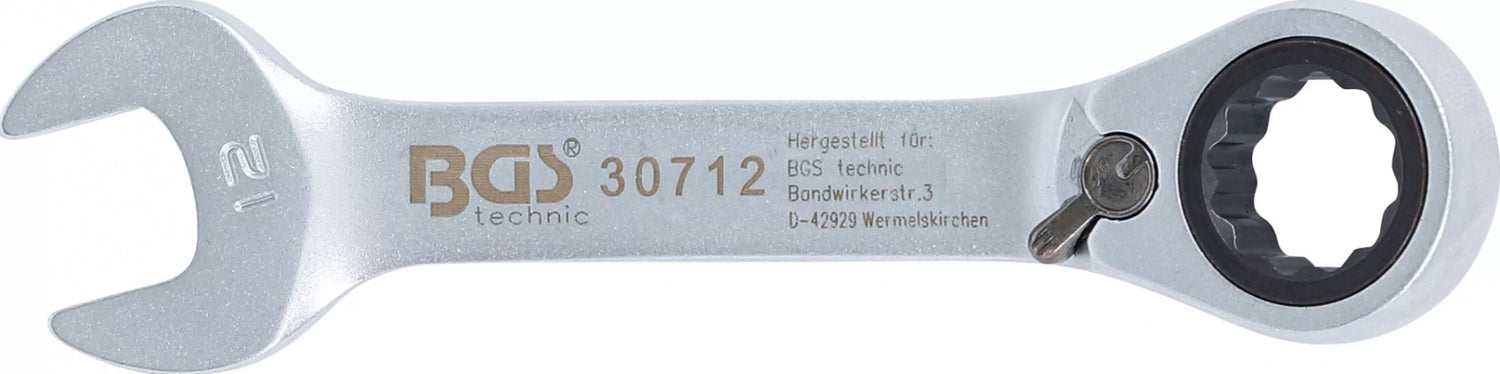 12
BGS® 30712
technic
Hergestellt für:
BGS technic
Bandwirkerstr.3
D-42929 Wermelskirchen